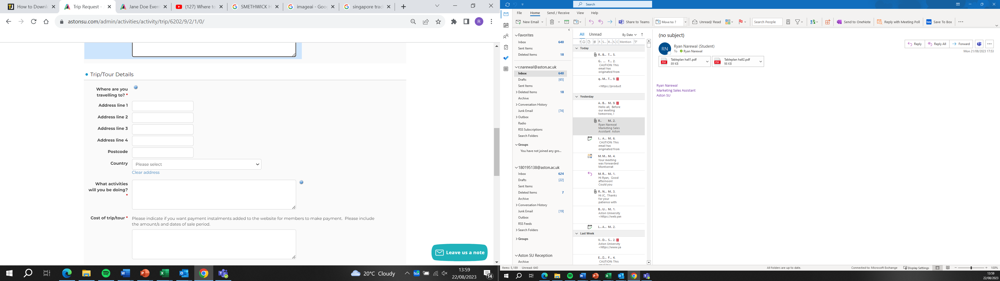 How to Downl
Trip Request -
Jane Doe Even
(127) Where to
SMETHWICK H
imageai - Goo
singapore trac
astonsu.com/admin/activities/activity/trip/6202/9/2/1/0/
R
Trip/Tour Details
Where are you travelling to? *
Address line 1
Address line 2
Address line 3
Address line 4
Postcode
Country
Please select
Clear address
What activities
will you be doing?
*
Cost of trip/tour *
Please indicate if you want payment instalments added to the website for members to make payment. Please include
the amount/s and dates of sale period.
Leave us a note
20°C Cloudy
13:59
22/08/2023
14
Search
File Home Send / Receive View Help
New Email
Share to Teams
Move to: ?
Unread/ Read
Search People
Send to OneNote
Reply with Meeting Poll
Save To Box
Favorites
Inbox 640
Sent Items
Deleted Items 18
r.narewal@aston.ac.uk
Inbox 640
Drafts [65]
Sent Items
Deleted Items 18
Archive
Conversation History
Junk Email [74]
Outbox
Radio
RSS Subscriptions
Search Folders
Groups
You have not joined any gro...
180195138@aston.ac.uk
Inbox 624
Drafts [22]
Sent Items
Deleted Items 7
Archive
Conversation History
Junk Email [19]
Outbox
RSS Feeds
Search Folders
Groups
Aston SU Reception
Archive
All Unread By Date
! F. S... R... S. C Mention
Today
R.. B... T... 5.
G.. ... T... 2.
CAUTION: This
email has
originated from
q.. M... T... 9.
<https://product
Yesterday
A.. B... M.. 9.
Hello all, Before
our meeting
tomorrow, I
R.. M.. 2.
Ryan Narewal
Marketing Sales
Assistant Aston
I... A... M.. 6.
CAUTION: This
email has
originated from
M. M... M.. 4.
Your meeting
was forwarded
Montserrat
M. R... M.. 1.
Hi Ryan, Good
afternoon!
Could you
R.. N... M.. 3.
Hi JC, Thanks
for your
patience with
B...U... M.. 1.
Aston University
<https://web.yan
L... A... M.. 2.
Last Week
V.. D... S... 2.
Aston University
<https://www.ya
F... 4.
CAUTION: This
(no subject)
RN
Ryan Narewal (Student)
To Ryan Narewal
Reply
Reply All
Forward
Mon 21/08/2023 17:53
Tableplan hall1.pdf
89 KB
Tableplan hall2.pdf
98 KB
Ryan Narewal
Marketing Sales Assistant
Aston SU
Items: 5,189 Unread: 640
All folders are up to date.
Connected to: Microsoft Exchange
Display Settings
100%
13:59
22/08/2023